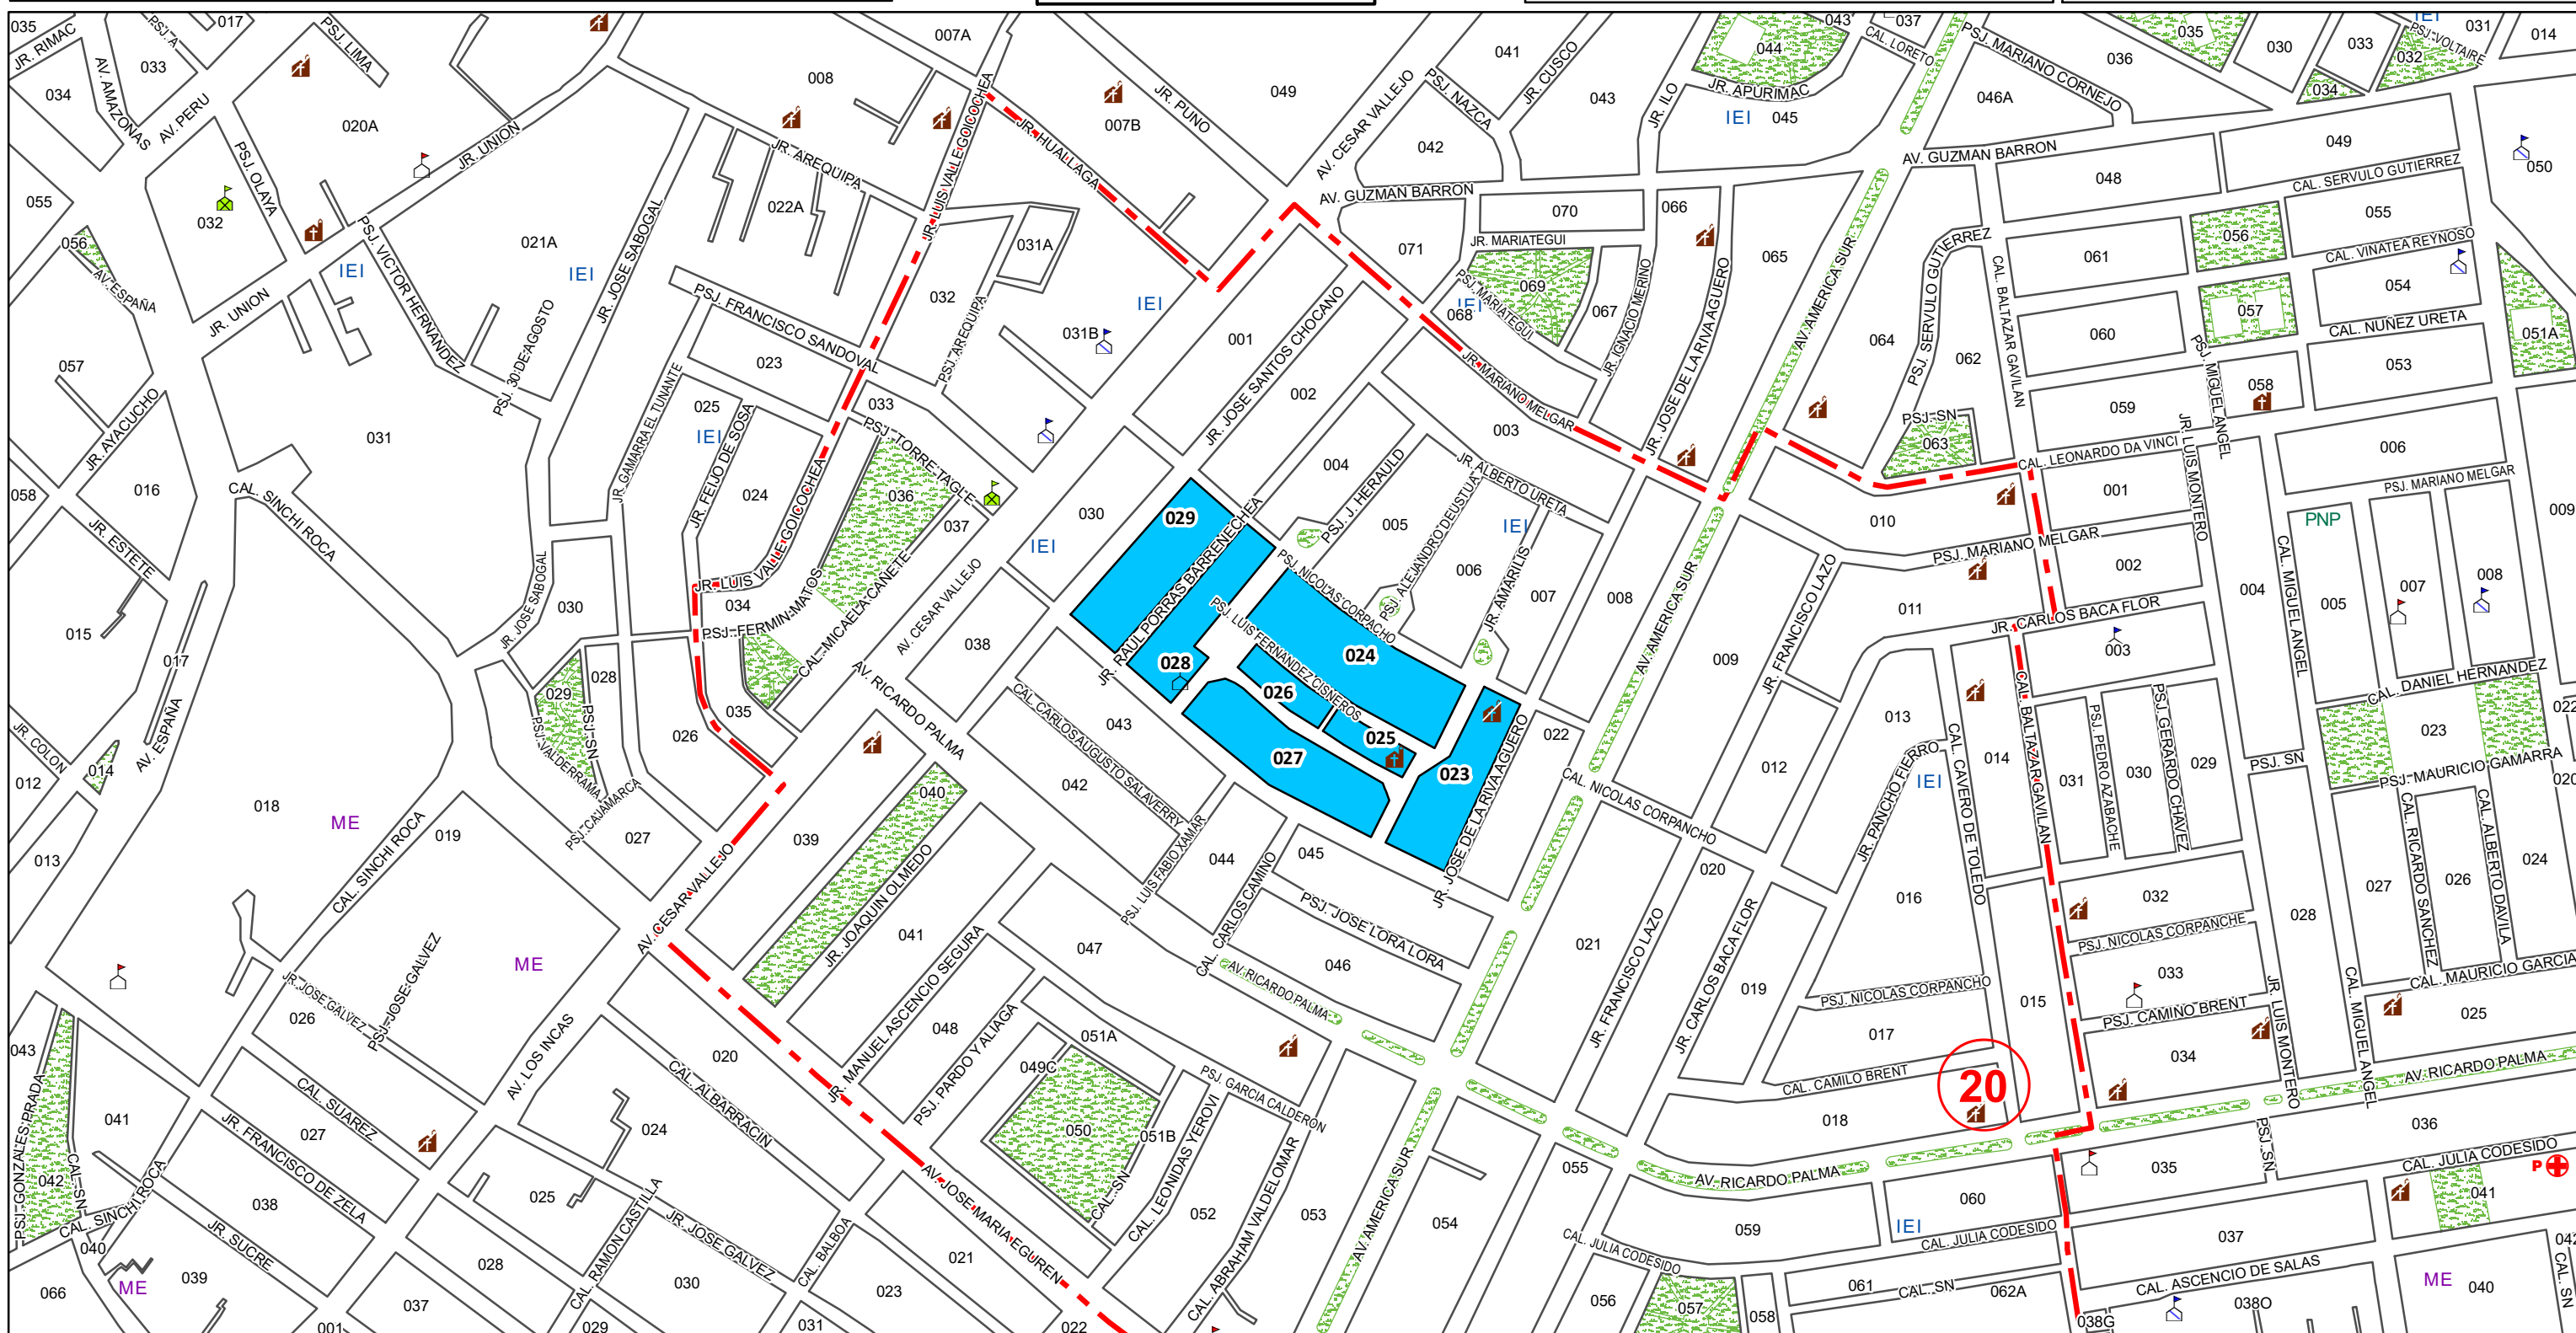 035
JR. RIMAC
PSJ. A
017
033
034
AV. AMAZONAS
AV. PERU
PSJ. LIMA
020A
JR. UNION
PSJ. OLAYA
032
055
056
AV. ESPAÑA
JR. UNION
IEI
PSJ. VICTOR HERNANDEZ
021A
IEI
JR. JOSE SABOGAL
PSJ. 30 DE AGOSTO
057
JR. AYACUCHO
031
016
058
CAL. SINCHI ROCA
JR. ESTETE
015
017
AV. ESPAÑA
JR. COLON
012
014
013
018
ME
008
007A
JR. AREQUIPA
022A
JR. LUIS VALLE GOICOCHEA
JR. HUALLAGA
007B
JR. PUNO
049
AV. CESAR VALLEJO
031A
032
PSJ. AREQUIPA
031B
IEI
PSJ. FRANCISCO SANDOVAL
023
JR. GAMARRA EL TUNANTE
025
IEI
JR. FEIJO DE SOSA
024
033
PSJ. TORRE TAGLE
036
037
JR. LUIS VALLE GOICOCHEA
034
PSJ. FERMIN MATOS
CAL. MICAELA CAÑETE
035
026
030
JR. JOSE SABOGAL
028
029
PSJ. SN
PSJ. VALDERRAMA
PSJ. CAJAMARCA
027
019
CAL. SINCHI ROCA
ME
AV. CESAR VALLEJO
AV. CESAR VALLEJO
AV. RICARDO PALMA
030
IEI
038
039
040
JR. JOAQUIN OLMEDO
041
JR. MANUEL ASCENCIO SEGURA
042
CAL. CARLOS AUGUSTO SALAVERRY
043
PSJ. LUIS FABIO XAMAR
044
CAL. CARLOS CAMINO
045
PSJ. JOSE LORA LORA
046
AV. RICARDO PALMA
047
048
PSJ. PARDO Y ALIAGA
049C
051A
050
051B
CAL. SN
PSJ. GARCIA CALDERON
CAL. LEONIDAS YEROVI
052
CAL. ABRAHAM VALDELOMAR
053
AV. AMERICA SUR
054
AV. JOSE MARIA EGUREN
001
JR. JOSE SANTOS CHOCANO
002
003
004
PSJ. J. HERAULD
005
PSJ. ALEJANDRO DEUSTUA
JR. ALBERTO URETA
IEI
006
JR. AMARILIS
007
008
029
028
JR. RAUL PORRAS BARRENECHEA
PSJ. NICOLAS CORPACHO
PSJ. LUIS FERNANDEZ CISNEROS
024
026
025
027
023
JR. JOSE DE LA RIVA AGUERO
022
041
PSJ. NAZCA
JR. CUSCO
042
043
AV. GUZMAN BARRON
070
071
JR. MARIATEGUI
069
PSJ. MARIATEGUI
068
067
JR. IGNACIO MERINO
066
JR. JOSE DE LA RIVA AGUERO
JR. MARIANO MELGAR
065
AV. AMERICA SUR
JR. ILO
044
043
JR. APURIMAC
IEI
045
037
CAL. LORETO
PSJ. MARIANO CORNEJO
046A
036
035
030
033
034
IEI
031
PSJ. VOLTAIRE
032
014
AV. GUZMAN BARRON
048
049
CAL. SERVULO GUTIERREZ
050
055
056
CAL. VINATEA REYNOSO
054
057
CAL. NUÑEZ URETA
051A
053
061
060
059
058
PSJ. MIGUEL ANGEL
PSJ. SERVULO GUTIERREZ
CAL. BALTAZAR GAVILAN
064
062
PSJ. SN
063
CAL. LEONARDO DA VINCI
JR. LUIS MONTERO
006
PSJ. MARIANO MELGAR
009
001
PSJ. MARIANO MELGAR
010
002
JR. CARLOS BACA FLOR
011
003
004
CAL. MIGUEL ANGEL
PNP
005
007
008
CAL. DANIEL HERNANDEZ
022
023
PSJ. MAURICIO GAMARRA
PSJ. SN
AV. AMERICA SUR
009
JR. FRANCISCO LAZO
012
013
JR. PANCHO FIERRO
IEI
CAL. CAVERO DE TOLEDO
014
CAL. BALTAZAR GAVILAN
031
PSJ. PEDRO AZABACHE
030
PSJ. GERARDO CHAVEZ
029
CAL. NICOLAS CORPANCHO
020
021
JR. FRANCISCO LAZO
JR. CARLOS BACA FLOR
019
016
PSJ. NICOLAS CORPANCHO
017
015
CAL. CAMILO BRENT
018
20
032
PSJ. NICOLAS CORPANCHE
033
PSJ. CAMINO BRENT
034
JR. LUIS MONTERO
028
CAL. MIGUEL ANGEL
027
CAL. RICARDO SANCHEZ
026
CAL. ALBERTO DAVILA
024
CAL. MAURICIO GARCIA
025
AV. RICARDO PALMA
036
035
PSJ. SN
CAL. JULIA CODESIDO
P
041
037
CAL. ASCENCIO DE SALAS
ME
040
CAL. SN
038O
038G
055
AV. RICARDO PALMA
059
060
IEI
CAL. JULIA CODESIDO
CAL. JULIA CODESIDO
056
057
058
061
CAL. SN
062A
JR. JOSE GALVEZ
026
PSJ. JOSE GALVEZ
AV. LOS INCAS
043
PSJ. GONZALES PRADA
041
042
CAL. SN
CAL. SINCHI ROCA
040
ME
066
039
CAL. SUAREZ
027
JR. FRANCISCO DE ZELA
038
JR. SUCRE
037
028
001
020
CAL. ALBARRACIN
024
025
CAL. RAMON CASTILLA
JR. JOSE GALVEZ
CAL. BALBOA
030
029
031
023
021
022